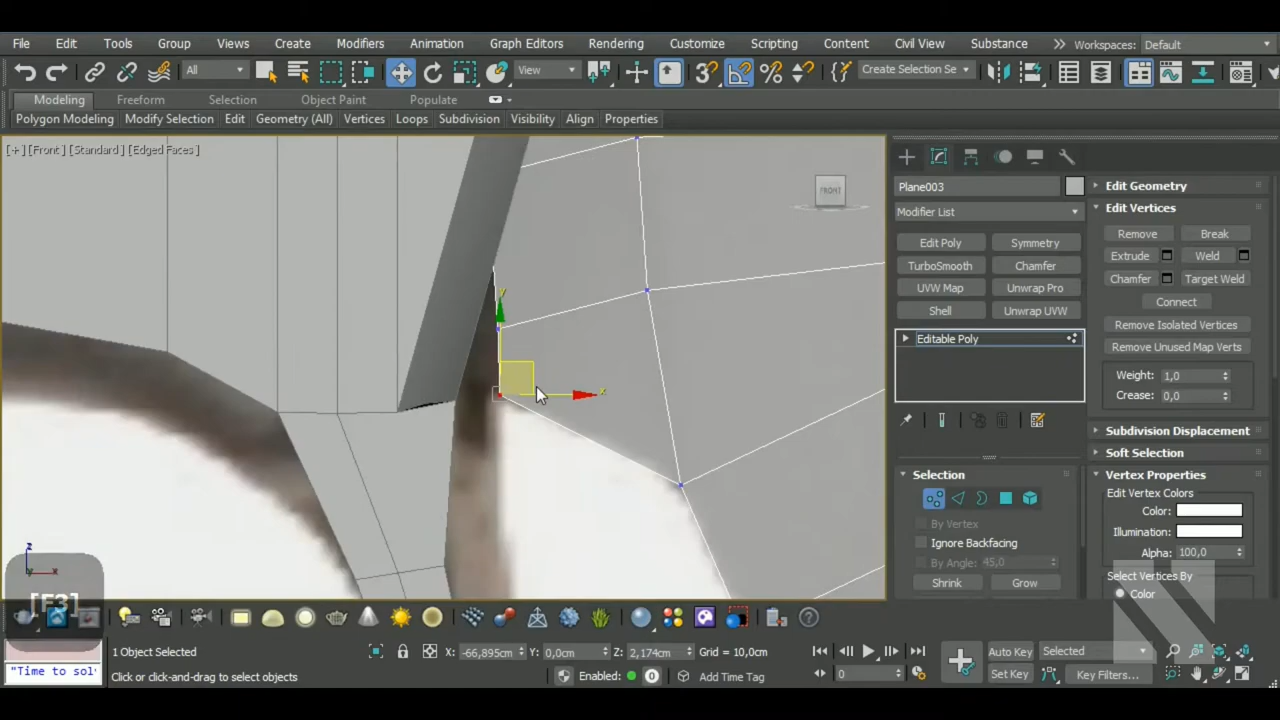 File Edit Tools Group Views Create Modifiers Animation Graph Editors Rendering Customize Scripting Content Civil View Substance Workspaces: Default
All View Create Selection Se
Modeling Freeform Selection Object Paint Populate
Polygon Modeling Modify Selection Edit Geometry (All) Vertices Loops Subdivision Visibility Align Properties
[+] [Front] [Standard] [Edged Faces]
FRONT
Plane003
Modifier List
Edit Poly Symmetry
TurboSmooth Chamfer
UVW Map Unwrap Pro
Shell Unwrap UVW
Editable Poly
Selection
By Vertex
Ignore Backfacing
By Angle: 45,0
Shrink Grow
Edit Geometry
Edit Vertices
Remove Break
Extrude Weld
Chamfer Target Weld
Connect
Remove Isolated Vertices
Remove Unused Map Verts
Weight: 1,0
Crease: 0,0
Subdivision Displacement
Soft Selection
Vertex Properties
Edit Vertex Colors
Color:
Illumination:
Alpha: 100,0
Select Vertices By
Color
y
x
z
x
[F3]
"Time to sol
1 Object Selected
X: -66,895cm Y: 0,0cm Z: 2,174cm Grid = 10,0cm
Click or click-and-drag to select objects
Enabled: 0 Add Time Tag
0
Auto Key Selected
Set Key Key Filters...